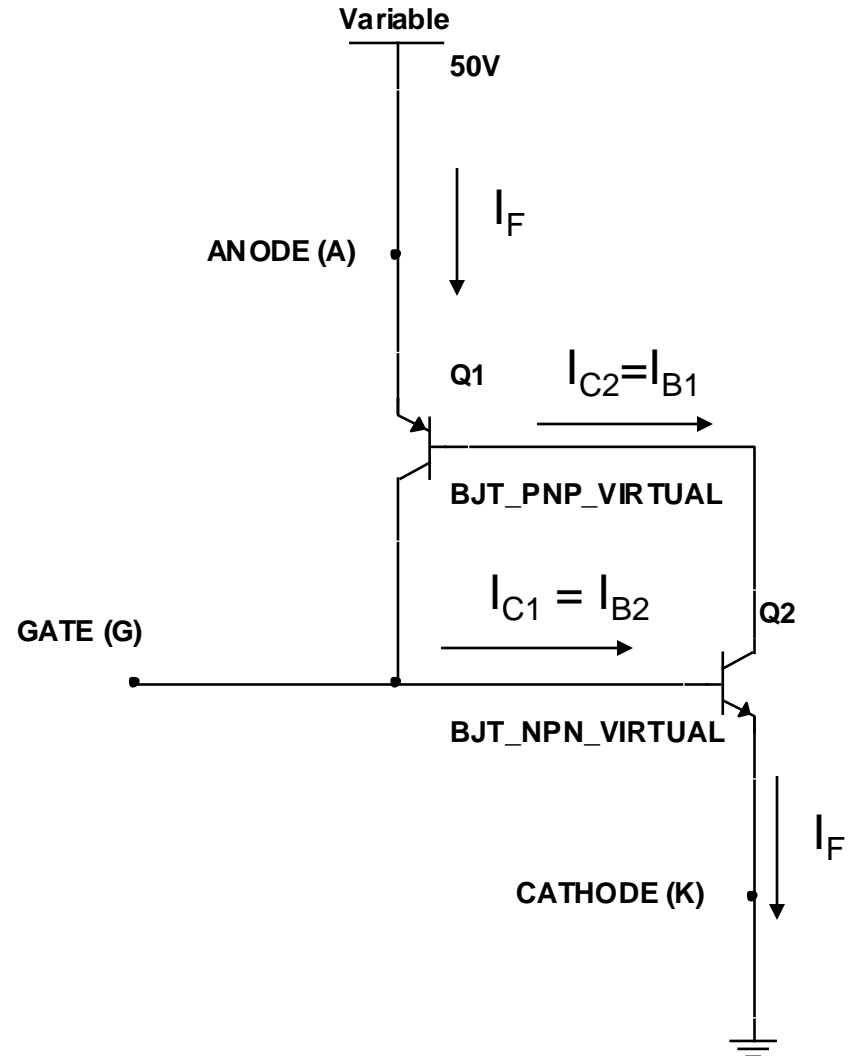 Variable
50V
I_F
ANODE (A)
Q1
I_C2=I_B1
BJT_PNP_VIRTUAL
I_C1 = I_B2
Q2
GATE (G)
BJT_NPN_VIRTUAL
I_F
CATHODE (K)